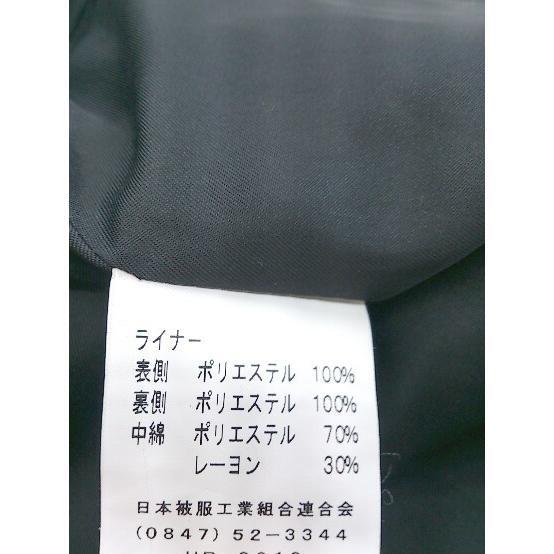 ライナー
表側 ポリエステル 100%
裏側 ポリエステル 100%
中綿 ポリエステル 70%
レーヨン 30%
日本被服工業組合連合会
(0847) 52-3344